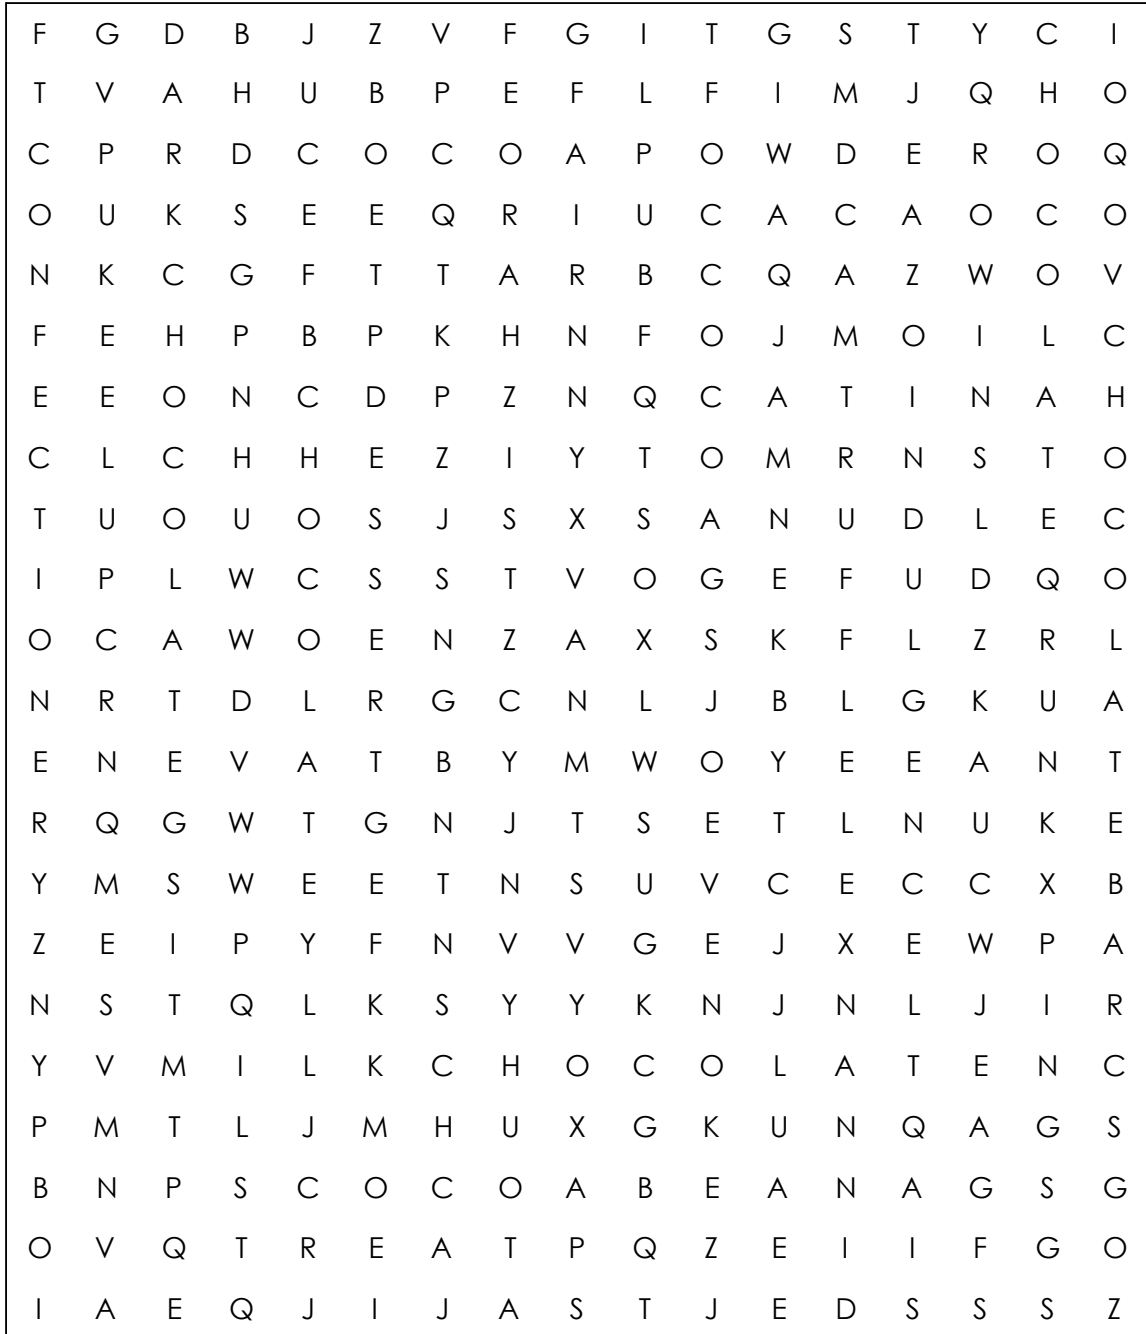 F G D B J Z V F G I T G S T Y C I
T V A H U B P E F L F I M J Q H O
C P R D C O C O A P O W D E R O Q
O U K S E E Q R I U C A C A O C O
N K C G F T T A R B C Q A Z W O V
F E H P B P K H N F O J M O I L C
E E O N C D P Z N Q C A T I N A H
C L C H H E Z I Y T O M R N S T O
T U O U O S J S X S A N U D L E C
I P L W C S S T V O G E F U D Q O
O C A W O E N Z A X S K F L Z R L
N R T D L R G C N L J B L G K U A
E N E V A T B Y M W O Y E E A N T
R Q G W T G N J T S E T L N U K E
Y M S W E E T N S U V C E C C X B
Z E I P Y F N V V G E J X E W P A
N S T Q L K S Y Y K N J N L J I R
Y V M I L K C H O C O L A T E N C
P M T L J M H U X G K U N Q A G S
B N P S C O C O A B E A N A G S G
O V Q T R E A T P Q Z E I I F G O
I A E Q J I J A S T J E D S S S Z